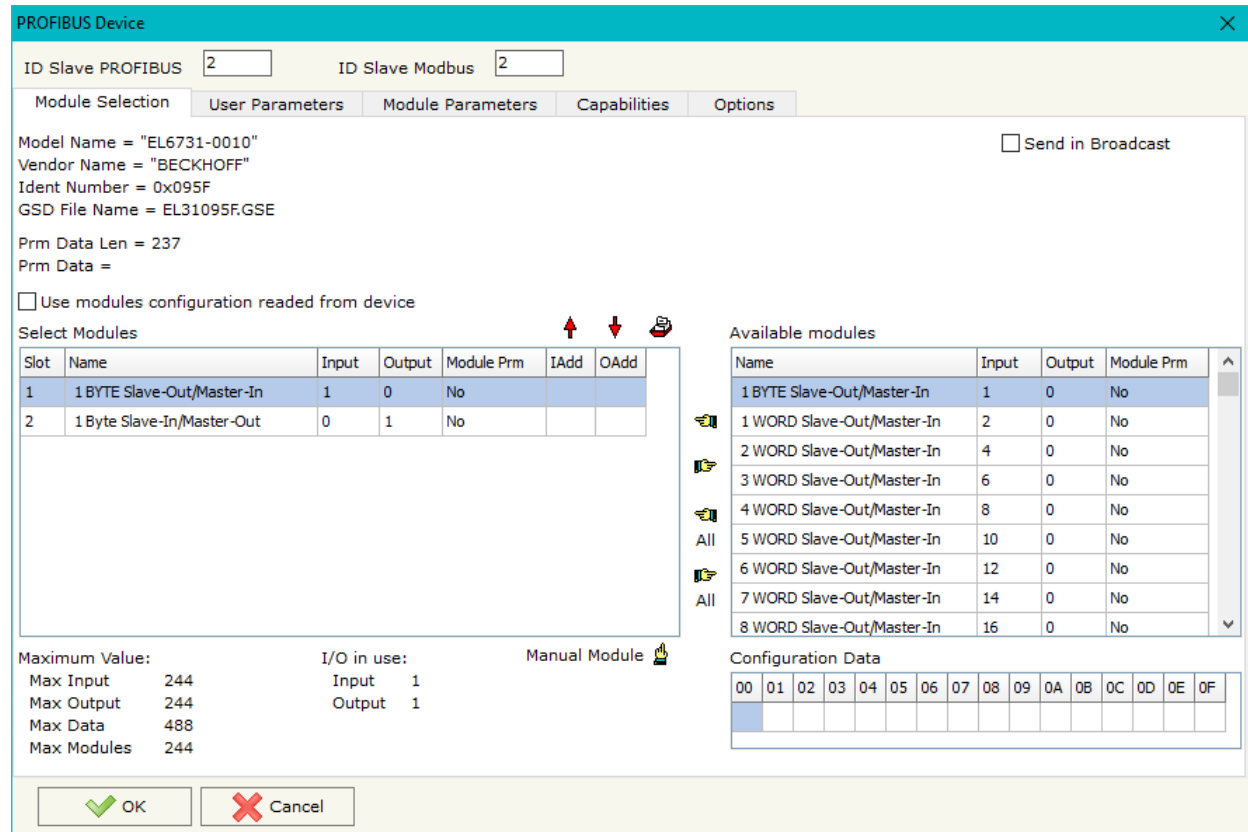 PROFIBUS Device
ID Slave PROFIBUS 2 ID Slave Modbus 2
Module Selection User Parameters Module Parameters Capabilities Options
Model Name = "EL6731-0010" Send in Broadcast
Vendor Name = "BECKHOFF"
Ident Number = 0x095F
GSD File Name = EL31095F.GSE
Prm Data Len = 237
Prm Data =
Use modules configuration readed from device
Select Modules
Slot Name Input Output Module Prm IAdd OAdd
1 1 BYTE Slave-Out/Master-In 1 0 No
2 1 Byte Slave-In/Master-Out 0 1 No
All
All
Available modules
Name Input Output Module Prm
1 BYTE Slave-Out/Master-In 1 0 No
1 WORD Slave-Out/Master-In 2 0 No
2 WORD Slave-Out/Master-In 4 0 No
3 WORD Slave-Out/Master-In 6 0 No
4 WORD Slave-Out/Master-In 8 0 No
5 WORD Slave-Out/Master-In 10 0 No
6 WORD Slave-Out/Master-In 12 0 No
7 WORD Slave-Out/Master-In 14 0 No
8 WORD Slave-Out/Master-In 16 0 No
Maximum Value: I/O in use: Manual Module
Max Input 244 Input 1
Max Output 244 Output 1
Max Data 488
Max Modules 244
Configuration Data
00 01 02 03 04 05 06 07 08 09 0A 0B 0C 0D 0E 0F
OK Cancel